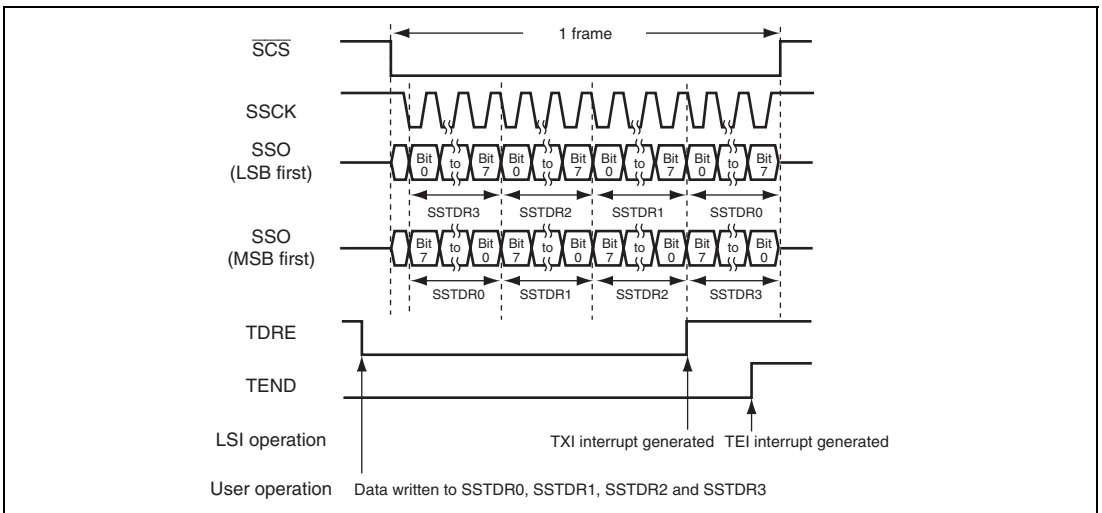 1 frame
SCS
SSCK
SSO
(LSB first)
Bit 0 to Bit 7 Bit 0 to Bit 7 Bit 0 to Bit 7 Bit 0 to Bit 7
SSTDR3 SSTDR2 SSTDR1 SSTDR0
SSO
(MSB first)
Bit 7 to Bit 0 Bit 7 to Bit 0 Bit 7 to Bit 0 Bit 7 to Bit 0
SSTDR0 SSTDR1 SSTDR2 SSTDR3
TDRE
TEND
LSI operation TXI interrupt generated TEI interrupt generated
User operation Data written to SSTDR0, SSTDR1, SSTDR2 and SSTDR3